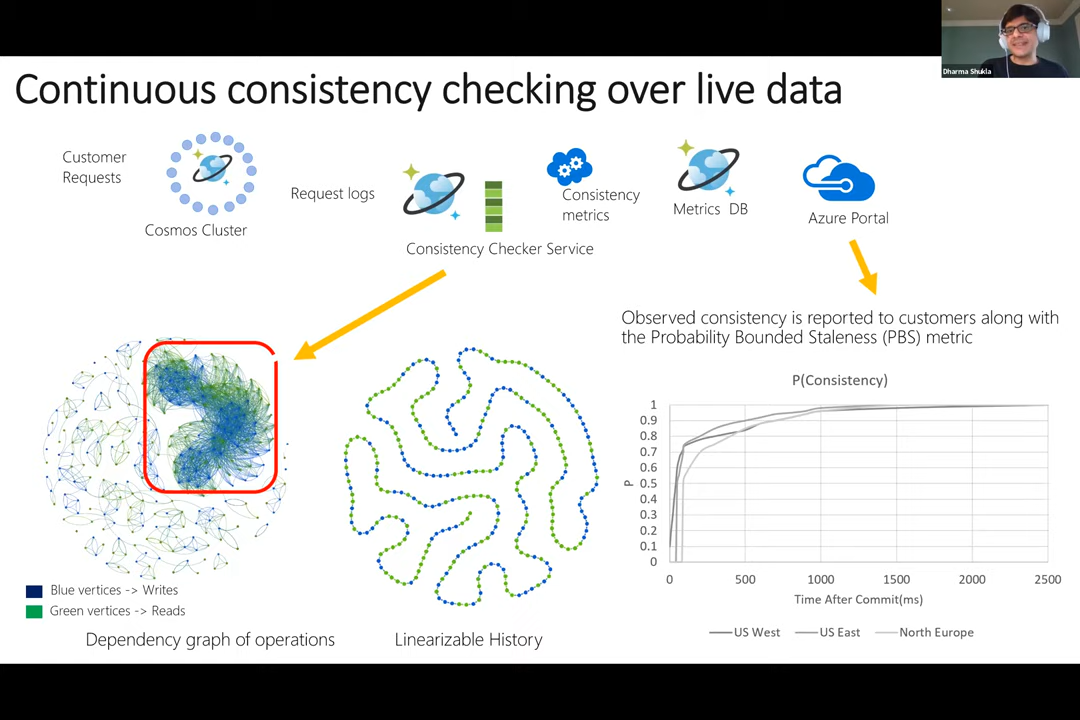 Dharma Shukla
Continuous consistency checking over live data
Customer
Requests
Cosmos Cluster
Request logs
Consistency Checker Service
Consistency
metrics
Metrics DB
Azure Portal
Observed consistency is reported to customers along with
the Probability Bounded Staleness (PBS) metric
Blue vertices -> Writes
Green vertices -> Reads
Dependency graph of operations
Linearizable History
P(Consistency)
1
0.9
0.8
0.7
0.6
0.5
0.4
0.3
0.2
0.1
0
P
0 500 1000 1500 2000 2500
Time After Commit(ms)
US West US East North Europe